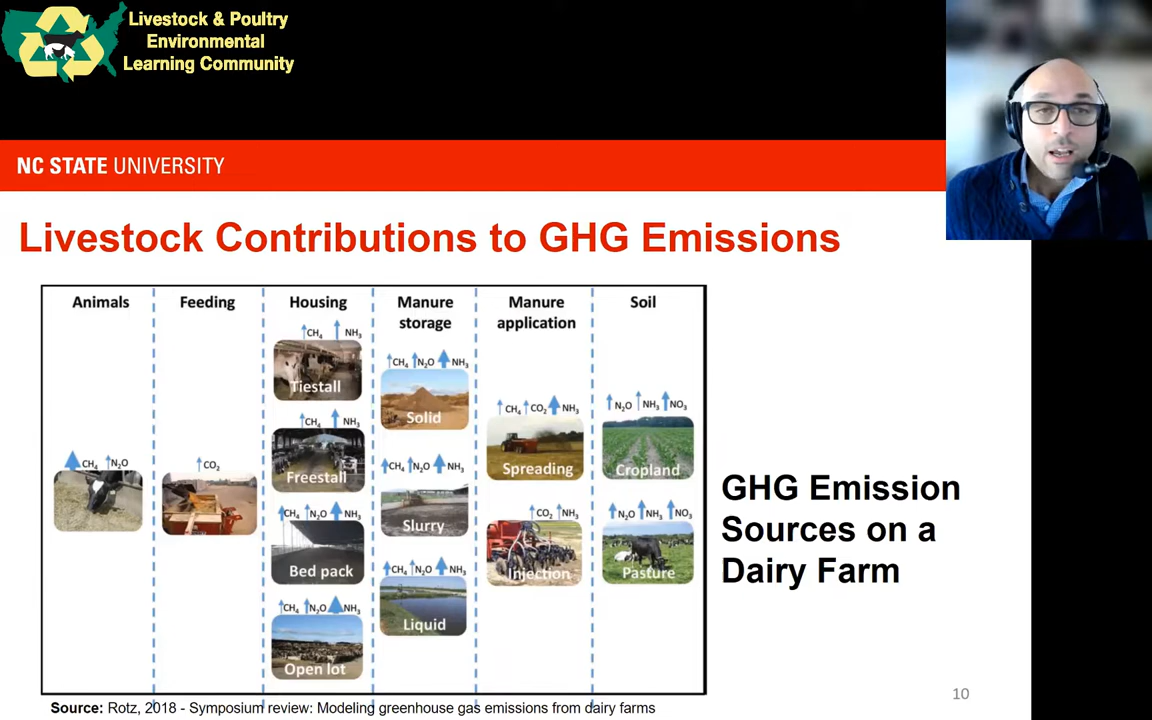 Livestock & Poultry
Environmental
Learning Community
NC STATE UNIVERSITY
Livestock Contributions to GHG Emissions
Animals
Feeding
Housing
Manure
storage
Manure
application
Soil
CH₄ NH₃
Tiestall
CH₄ NH₃
Freestall
CH₄ N₂O NH₃
Bed pack
CH₄ N₂O NH₃
Open lot
CH₄ N₂O
CO₂
CH₄ N₂O NH₃
Solid
CH₄ N₂O NH₃
Slurry
CH₄ N₂O NH₃
Liquid
CH₄ CO₂ NH₃
Spreading
CO₂ NH₃
Injection
N₂O NH₃ NO₃
Cropland
N₂O NH₃ NO₃
Pasture
GHG Emission
Sources on a
Dairy Farm
10
Source: Rotz, 2018 - Symposium review: Modeling greenhouse gas emissions from dairy farms